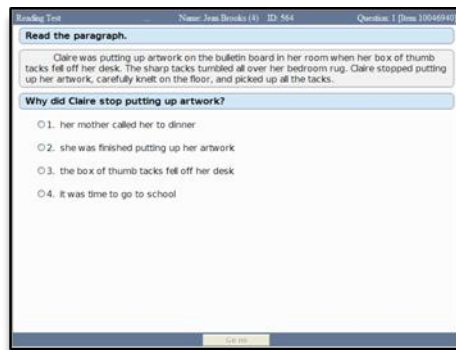 Reading Test ... Name: Jean Brooks (4) ID: 564 Question: 1 [Item 10046940]
Read the paragraph.
Claire was putting up artwork on the bulletin board in her room when her box of thumb
tacks fell off her desk. The sharp tacks tumbled all over her bedroom rug. Claire stopped putting
up her artwork, carefully knelt on the floor, and picked up all the tacks.
Why did Claire stop putting up artwork?
1. her mother called her to dinner
2. she was finished putting up her artwork
3. the box of thumb tacks fell off her desk
4. it was time to go to school
Go on